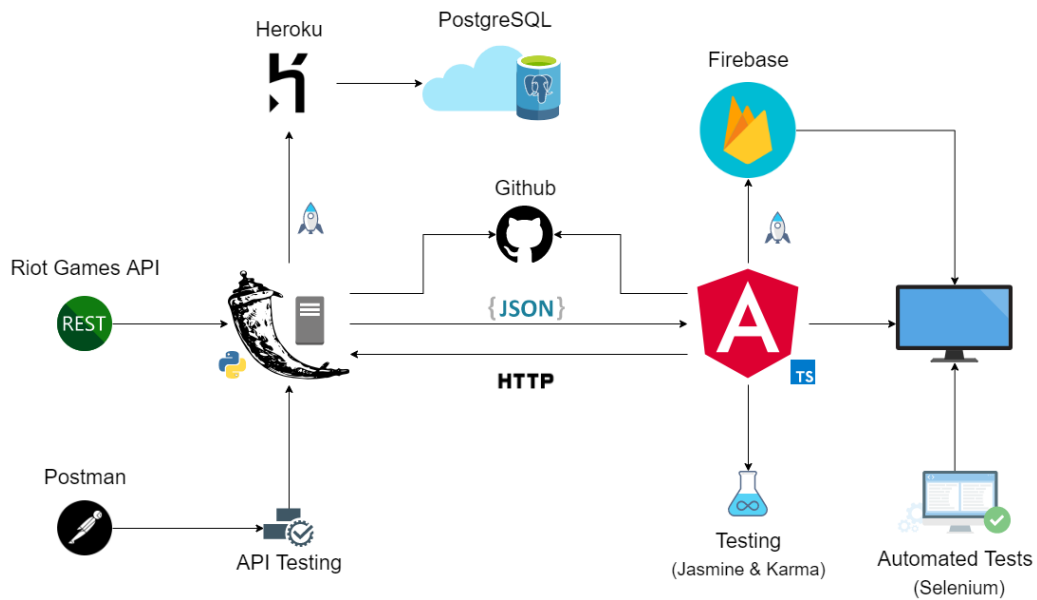 PostgreSQL
Heroku
Firebase
Github
Riot Games API
REST
{JSON}
HTTP
TS
Postman
API Testing
Testing
(Jasmine & Karma)
Automated Tests
(Selenium)